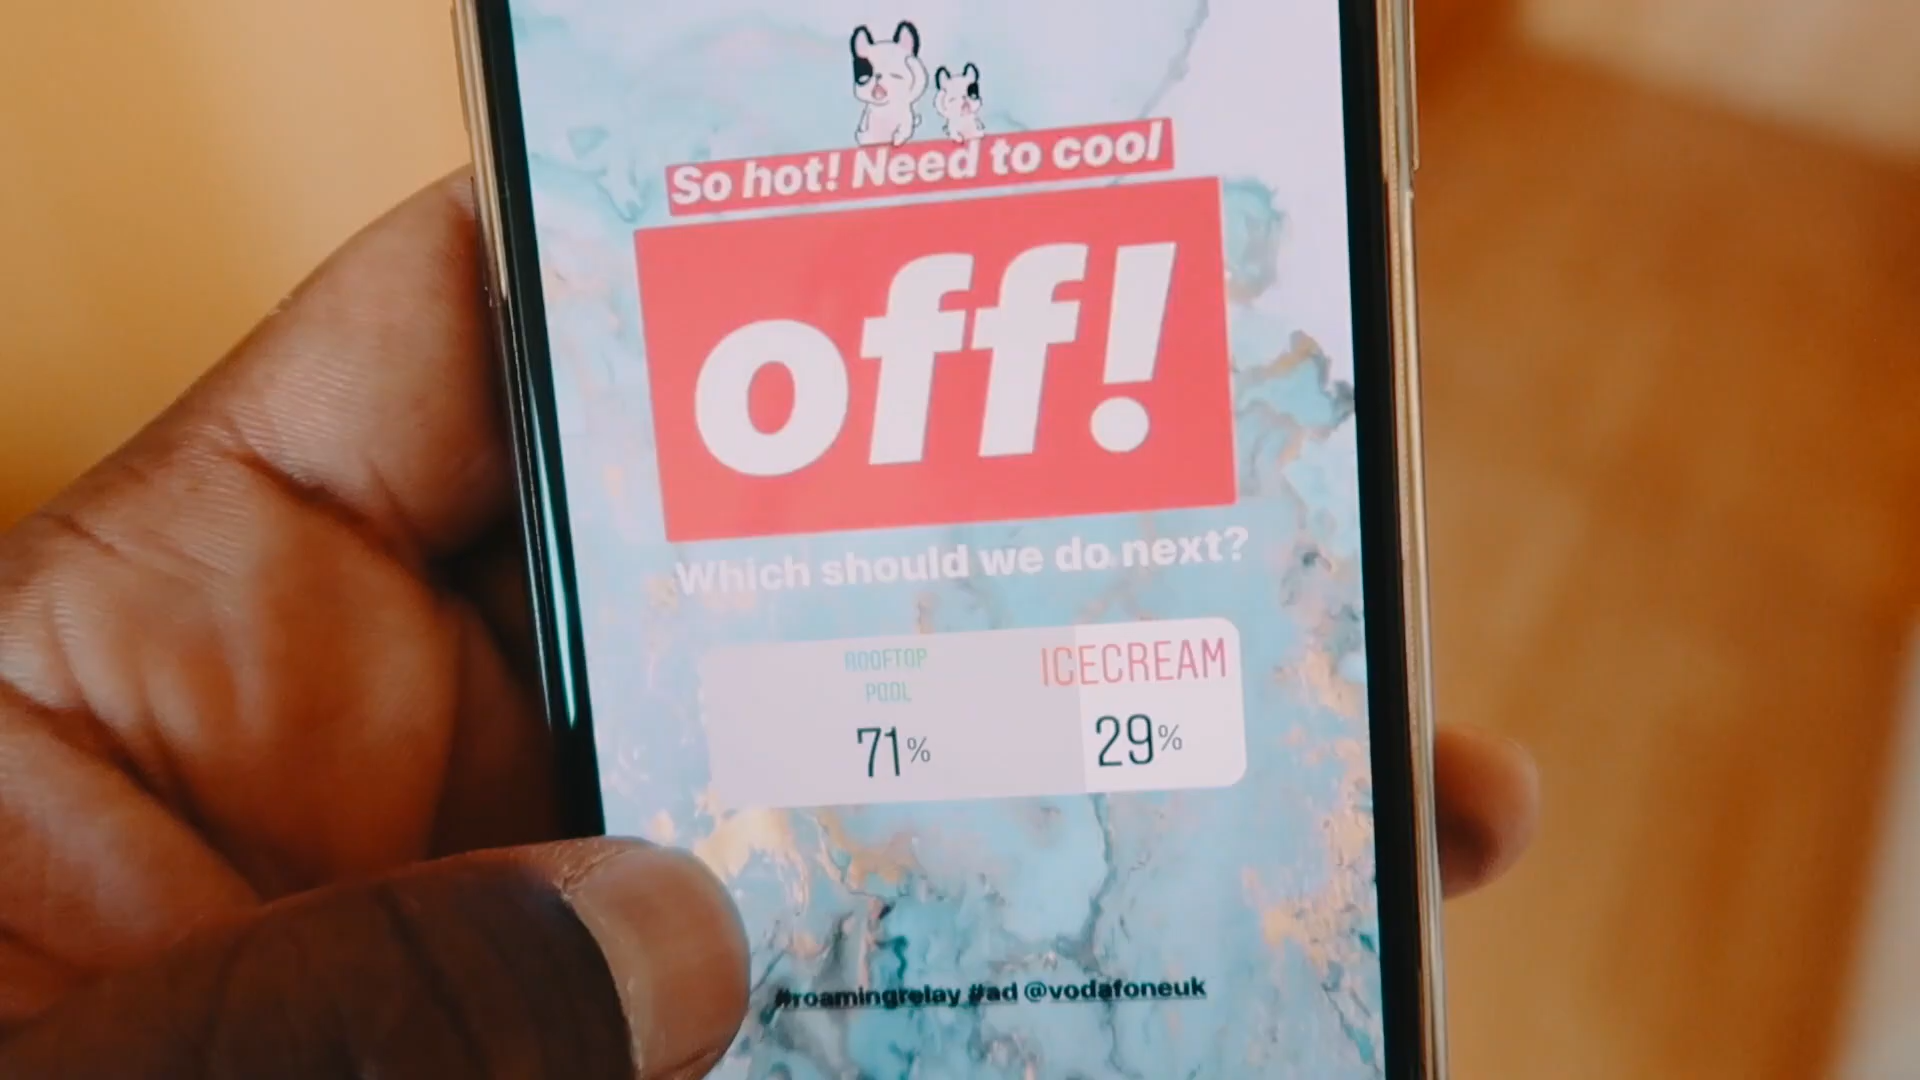 So hot! Need to cool
off!
Which should we do next?
ROOFTOP
POOL
ICECREAM
71%
29%
#roamingrelay #ad @vodafoneuk